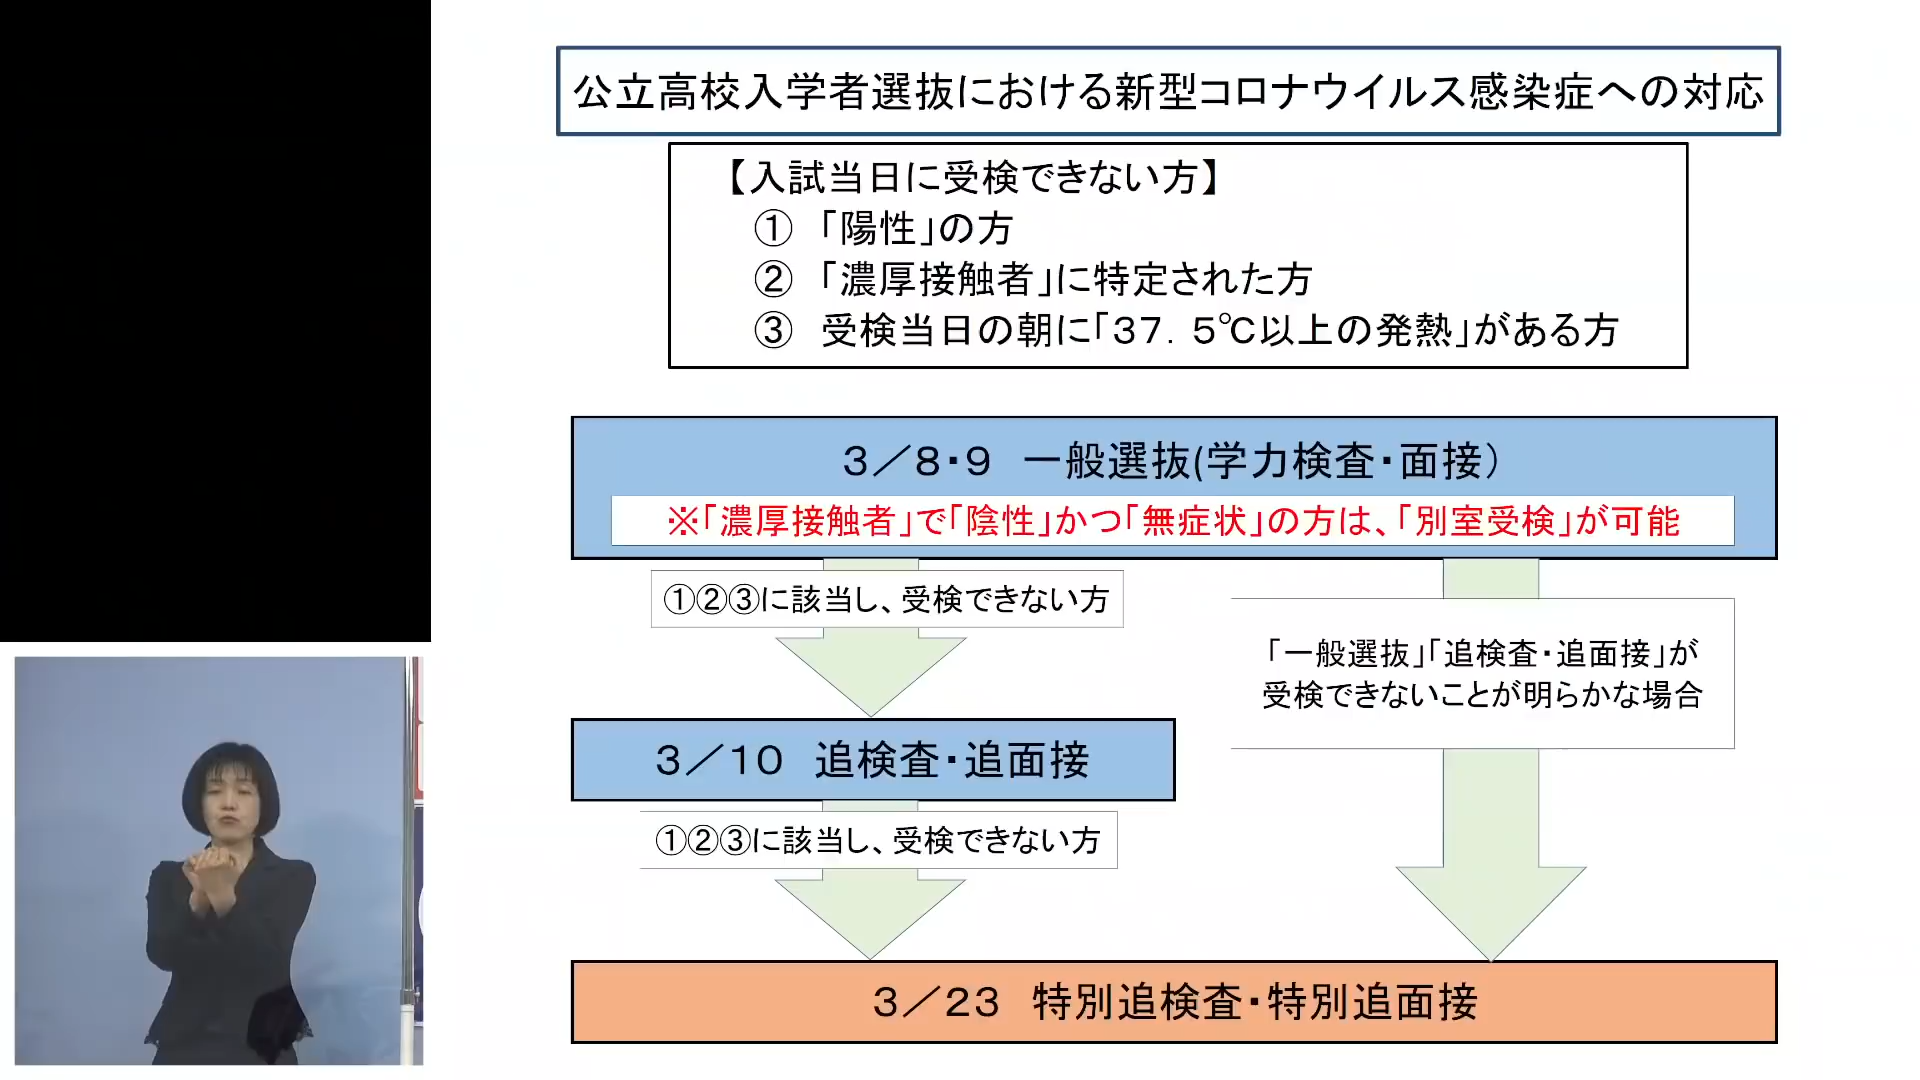 公立高校入学者選抜における新型コロナウイルス感染症への対応
【入試当日に受検できない方】
① 「陽性」の方
② 「濃厚接触者」に特定された方
③ 受検当日の朝に「３７．５℃以上の発熱」がある方
３／８・９　一般選抜(学力検査・面接）
※「濃厚接触者」で「陰性」かつ「無症状」の方は、「別室受検」が可能
①②③に該当し、受検できない方
「一般選抜」「追検査・追面接」が
受検できないことが明らかな場合
３／１０　追検査・追面接
①②③に該当し、受検できない方
３／２３　特別追検査・特別追面接